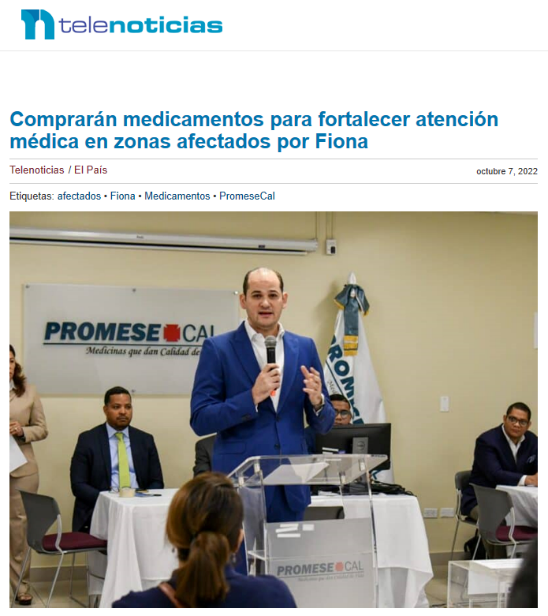 telenoticias
Comprarán medicamentos para fortalecer atención
médica en zonas afectados por Fiona
Telenoticias / El País
octubre 7, 2022
Etiquetas: afectados • Fiona • Medicamentos • PromeseCal
PROMESE CAL
Medicinas que dan Calidad de
PROMESE
PROMESE CAL